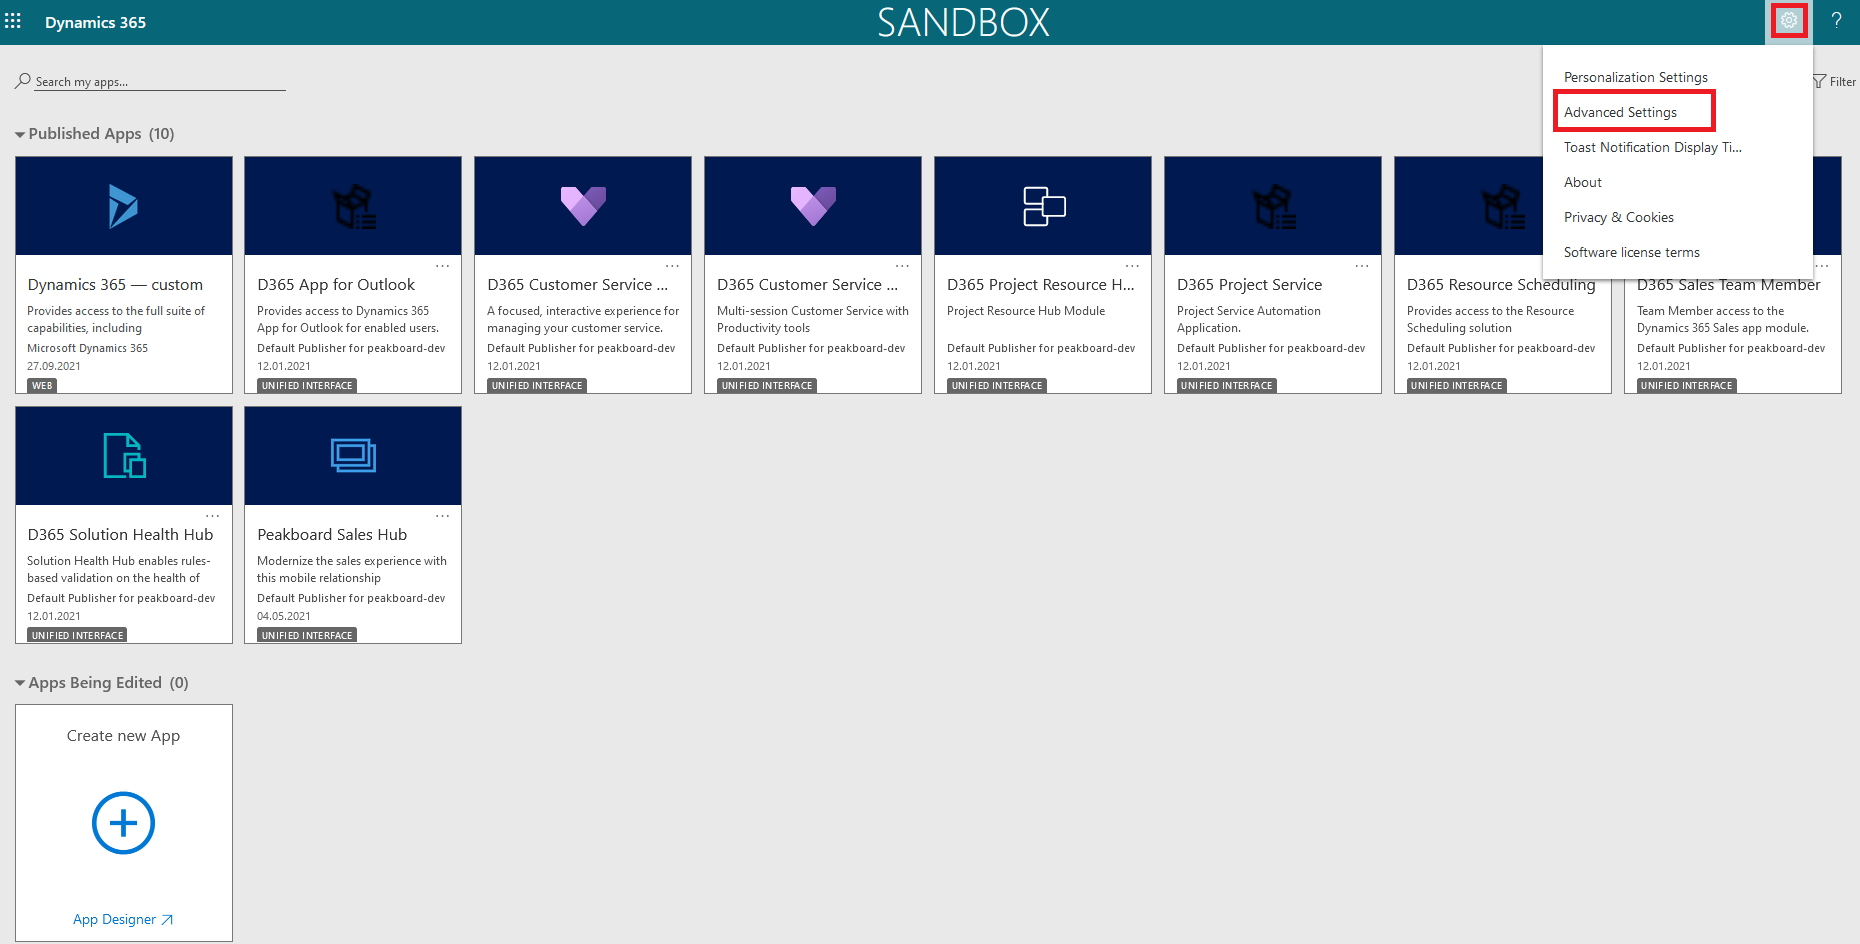 Dynamics 365
SANDBOX
?
Search my apps...
Filter
Personalization Settings
Advanced Settings
Toast Notification Display Ti...
About
Privacy & Cookies
Software license terms
Published Apps (10)
Dynamics 365 — custom
Provides access to the full suite of
capabilities, including
Microsoft Dynamics 365
27.09.2021
WEB
...
D365 App for Outlook
Provides access to Dynamics 365
App for Outlook for enabled users.
Default Publisher for peakboard-dev
12.01.2021
UNIFIED INTERFACE
...
D365 Customer Service ...
A focused, interactive experience for
managing your customer service.
Default Publisher for peakboard-dev
12.01.2021
UNIFIED INTERFACE
...
D365 Customer Service ...
Multi-session Customer Service with
Productivity tools
Default Publisher for peakboard-dev
12.01.2021
UNIFIED INTERFACE
...
D365 Project Resource H...
Project Resource Hub Module
Default Publisher for peakboard-dev
12.01.2021
UNIFIED INTERFACE
...
D365 Project Service
Project Service Automation
Application.
Default Publisher for peakboard-dev
12.01.2021
UNIFIED INTERFACE
D365 Resource Scheduling
Provides access to the Resource
Scheduling solution
Default Publisher for peakboard-dev
12.01.2021
UNIFIED INTERFACE
...
D365 Sales Team Member
Team Member access to the
Dynamics 365 Sales app module.
Default Publisher for peakboard-dev
12.01.2021
UNIFIED INTERFACE
...
D365 Solution Health Hub
Solution Health Hub enables rules-
based validation on the health of
Default Publisher for peakboard-dev
12.01.2021
UNIFIED INTERFACE
...
Peakboard Sales Hub
Modernize the sales experience with
this mobile relationship
Default Publisher for peakboard-dev
04.05.2021
UNIFIED INTERFACE
Apps Being Edited (0)
Create new App
App Designer